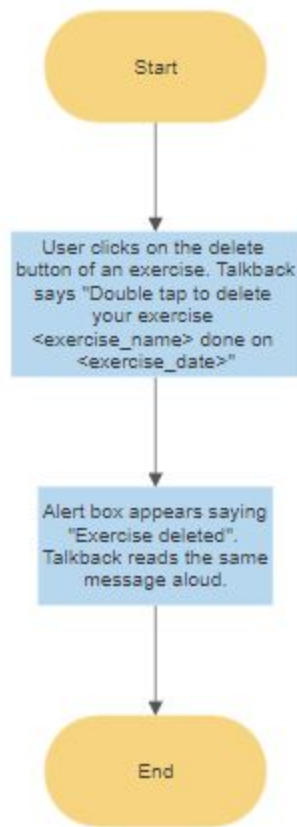 Start
User clicks on the delete
button of an exercise. Talkback
says "Double tap to delete
your exercise
<exercise_name> done on
<exercise_date>"
Alert box appears saying
"Exercise deleted".
Talkback reads the same
message aloud.
End